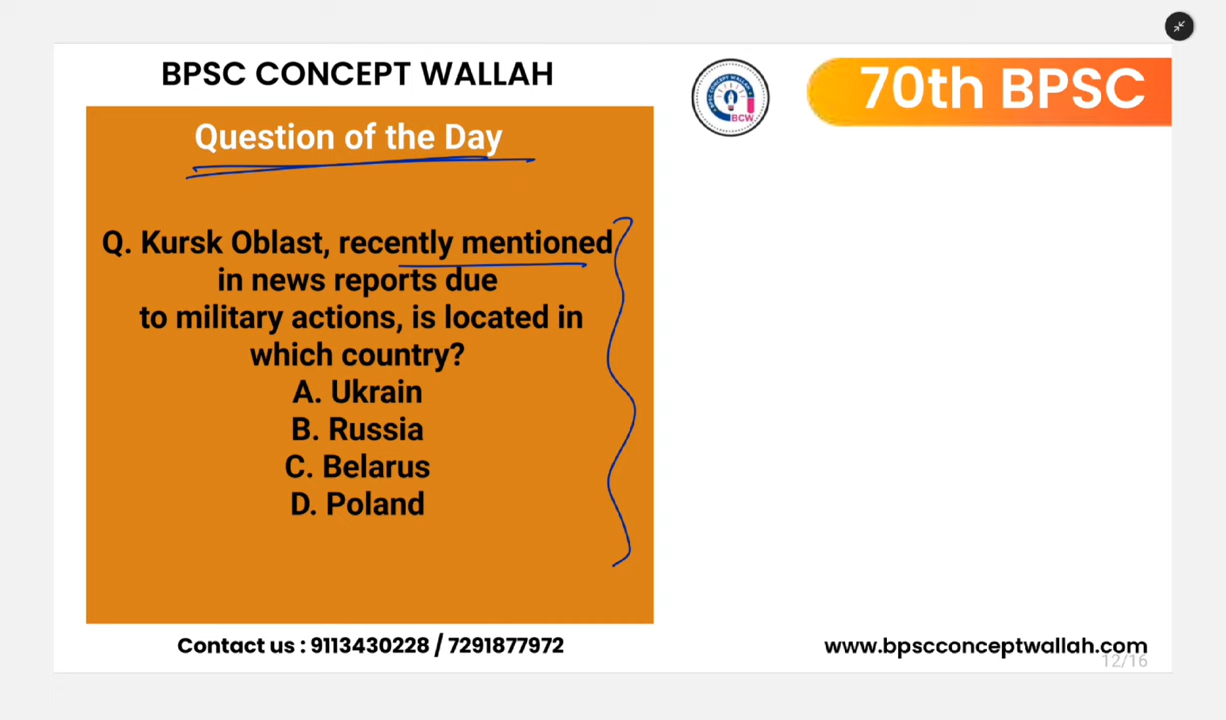 BPSC CONCEPT WALLAH
BCW
70th BPSC
Question of the Day
Q. Kursk Oblast, recently mentioned
in news reports due
to military actions, is located in
which country?
A. Ukrain
B. Russia
C. Belarus
D. Poland
Contact us : 9113430228 / 7291877972
www.bpscconceptwallah.com
12/16